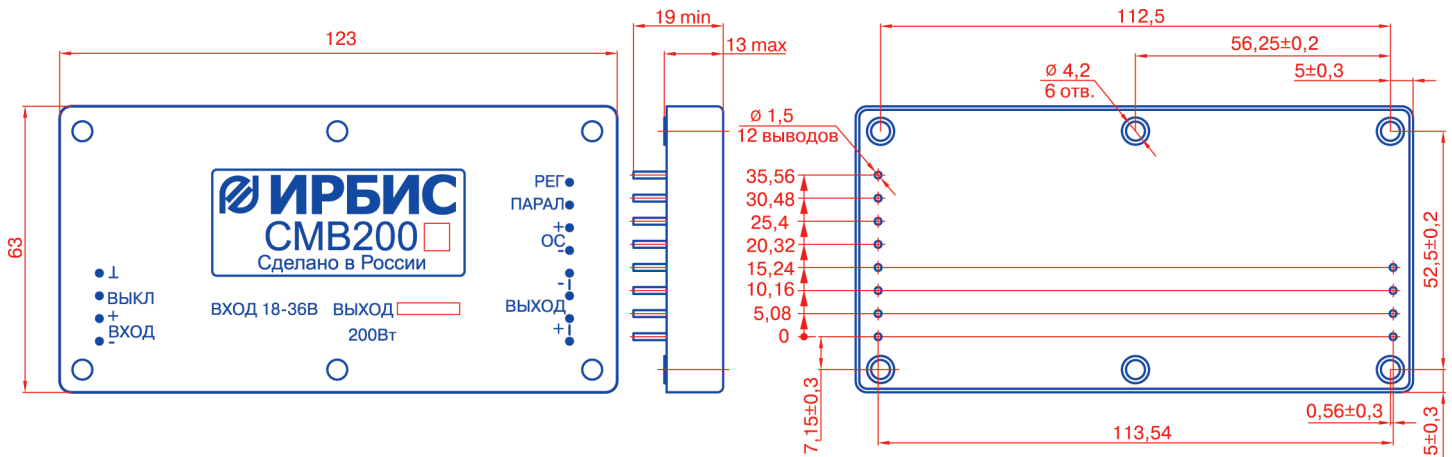 123
63
ИРБИС
СМВ200
Сделано в России
⊥
ВЫКЛ
+
ВХОД
-
ВХОД 18-36В ВЫХОД
200Вт
РЕГ
ПАРАЛ
+
ОС
-
-
ВЫХОД
+
19 min
13 max
112,5
56,25±0,2
5±0,3
ø 4,2
6 отв.
ø 1,5
12 выводов
35,56
30,48
25,4
20,32
15,24
10,16
5,08
0
7,15±0,3
52,5±0,2
0,56±0,3
5±0,3
113,54